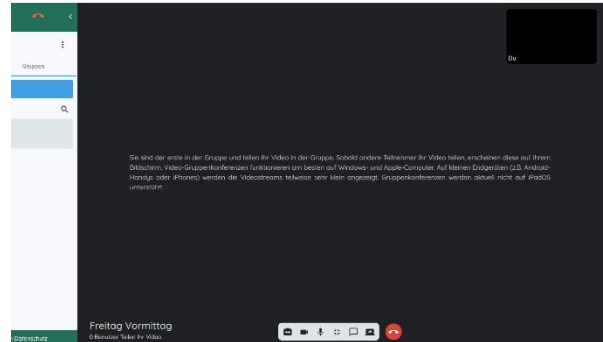 Gruppen
Du
Sie sind der erste in der Gruppe und teilen Ihr Video in der Gruppe. Sobald andere Teilnehmer Ihr Video teilen, erscheinen diese auf Ihrem
Bildschirm. Video-Gruppenkonferenzen funktionieren am besten auf Windows- und Apple-Computer. Auf kleinen Endgeräten (z.B. Android-
Handys oder iPhones) werden die Videostreams teilweise sehr klein angezeigt. Gruppenkonferenzen werden aktuell nicht auf iPadOS
unterstützt
Freitag Vormittag
0 Benutzer Teilen Ihr Video
Datenschutz